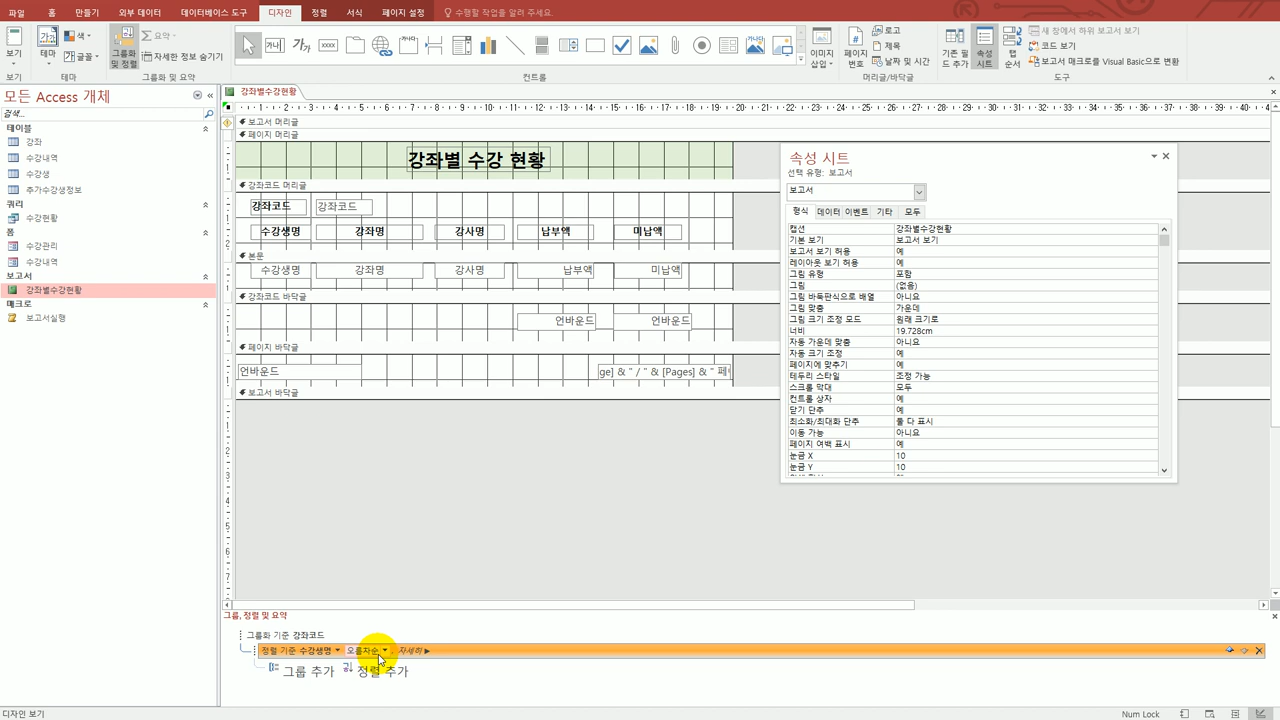 파일 홈 만들기 외부 데이터 데이터베이스 도구 디자인 정렬 서식 페이지 설정 수행할 작업을 알려 주세요.
보기 테마 색 글꼴 그룹화 및 정렬 요약 자세한 정보 숨기기 이미지 삽입 페이지 번호 로고 제목 날짜 및 시간 기존 필드 추가 속성 시트 탭 순서 새 창에서 하위 보고서 보기 코드 보기 보고서 매크로를 Visual Basic으로 변환
보기 테마 그룹화 및 요약 컨트롤 머리글/바닥글 도구
모든 Access 개체
검색...
테이블
강좌
수강내역
수강생
추가수강생정보
쿼리
수강현황
폼
수강관리
수강내역
보고서
강좌별수강현황
매크로
보고서실행
강좌별수강현황
보고서 머리글
페이지 머리글
강좌별 수강 현황
강좌코드 머리글
강좌코드 강좌코드
수강생명 강좌명 강사명 납부액 미납액
본문
수강생명 강좌명 강사명 납부액 미납액
강좌코드 바닥글
언바운드 언바운드
페이지 바닥글
언바운드 ge] & " / " & [Pages] & " 페
보고서 바닥글
속성 시트
선택 유형: 보고서
보고서
형식 데이터 이벤트 기타 모두
캡션 강좌별수강현황
기본 보기 보고서 보기
보고서 보기 허용 예
레이아웃 보기 허용 예
그림 유형 포함
그림 (없음)
그림 바둑판식으로 배열 아니요
그림 맞춤 가운데
그림 크기 조정 모드 원래 크기로
너비 19.728cm
자동 가운데 맞춤 아니요
자동 크기 조정 예
페이지에 맞추기 예
테두리 스타일 조정 가능
스크롤 막대 모두
컨트롤 상자 예
닫기 단추 예
최소화/최대화 단추 둘 다 표시
이동 가능 아니요
페이지 여백 표시 예
눈금 X 10
눈금 Y 10
그룹, 정렬 및 요약
그룹화 기준 강좌코드
정렬 기준 수강생명 오름차순 , 자세히
그룹 추가 정렬 추가
디자인 보기 Num Lock